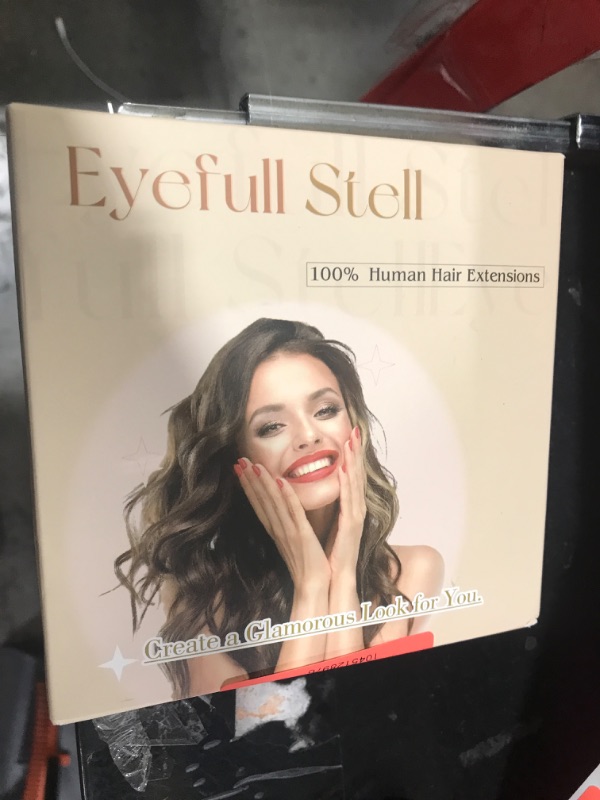 Eyefull Stell
100% Human Hair Extensions
Create a Glamorous Look for You.